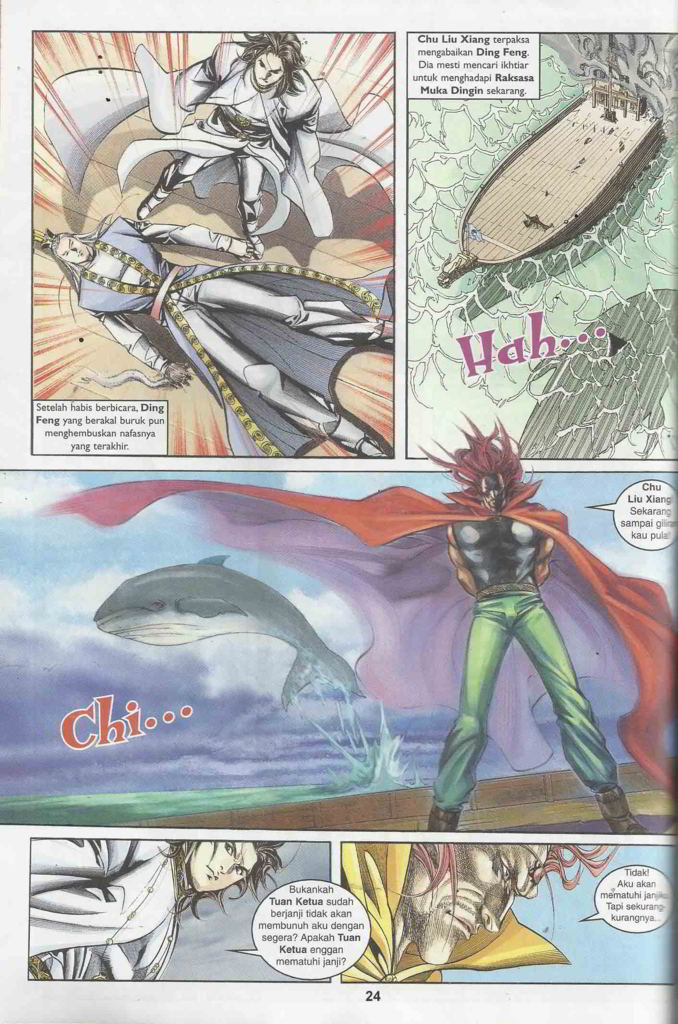 Setelah habis berbicara, Ding
Feng yang berakal buruk pun
menghembuskan nafasnya
yang terakhir.
Chu Liu Xiang terpaksa
mengabaikan Ding Feng.
Dia mesti mencari ikhtiar
untuk menghadapi Raksasa
Muka Dingin sekarang.
Hah...
Chu
Liu Xiang
Sekarang
sampai giliran
kau pula!
Chi...
Bukankah
Tuan Ketua sudah
berjanji tidak akan
membunuh aku dengan
segera? Apakah Tuan
Ketua enggan
mematuhi janji?
Tidak!
Aku akan
mematuhi janjiku.
Tapi sekurang-
kurangnya...
24